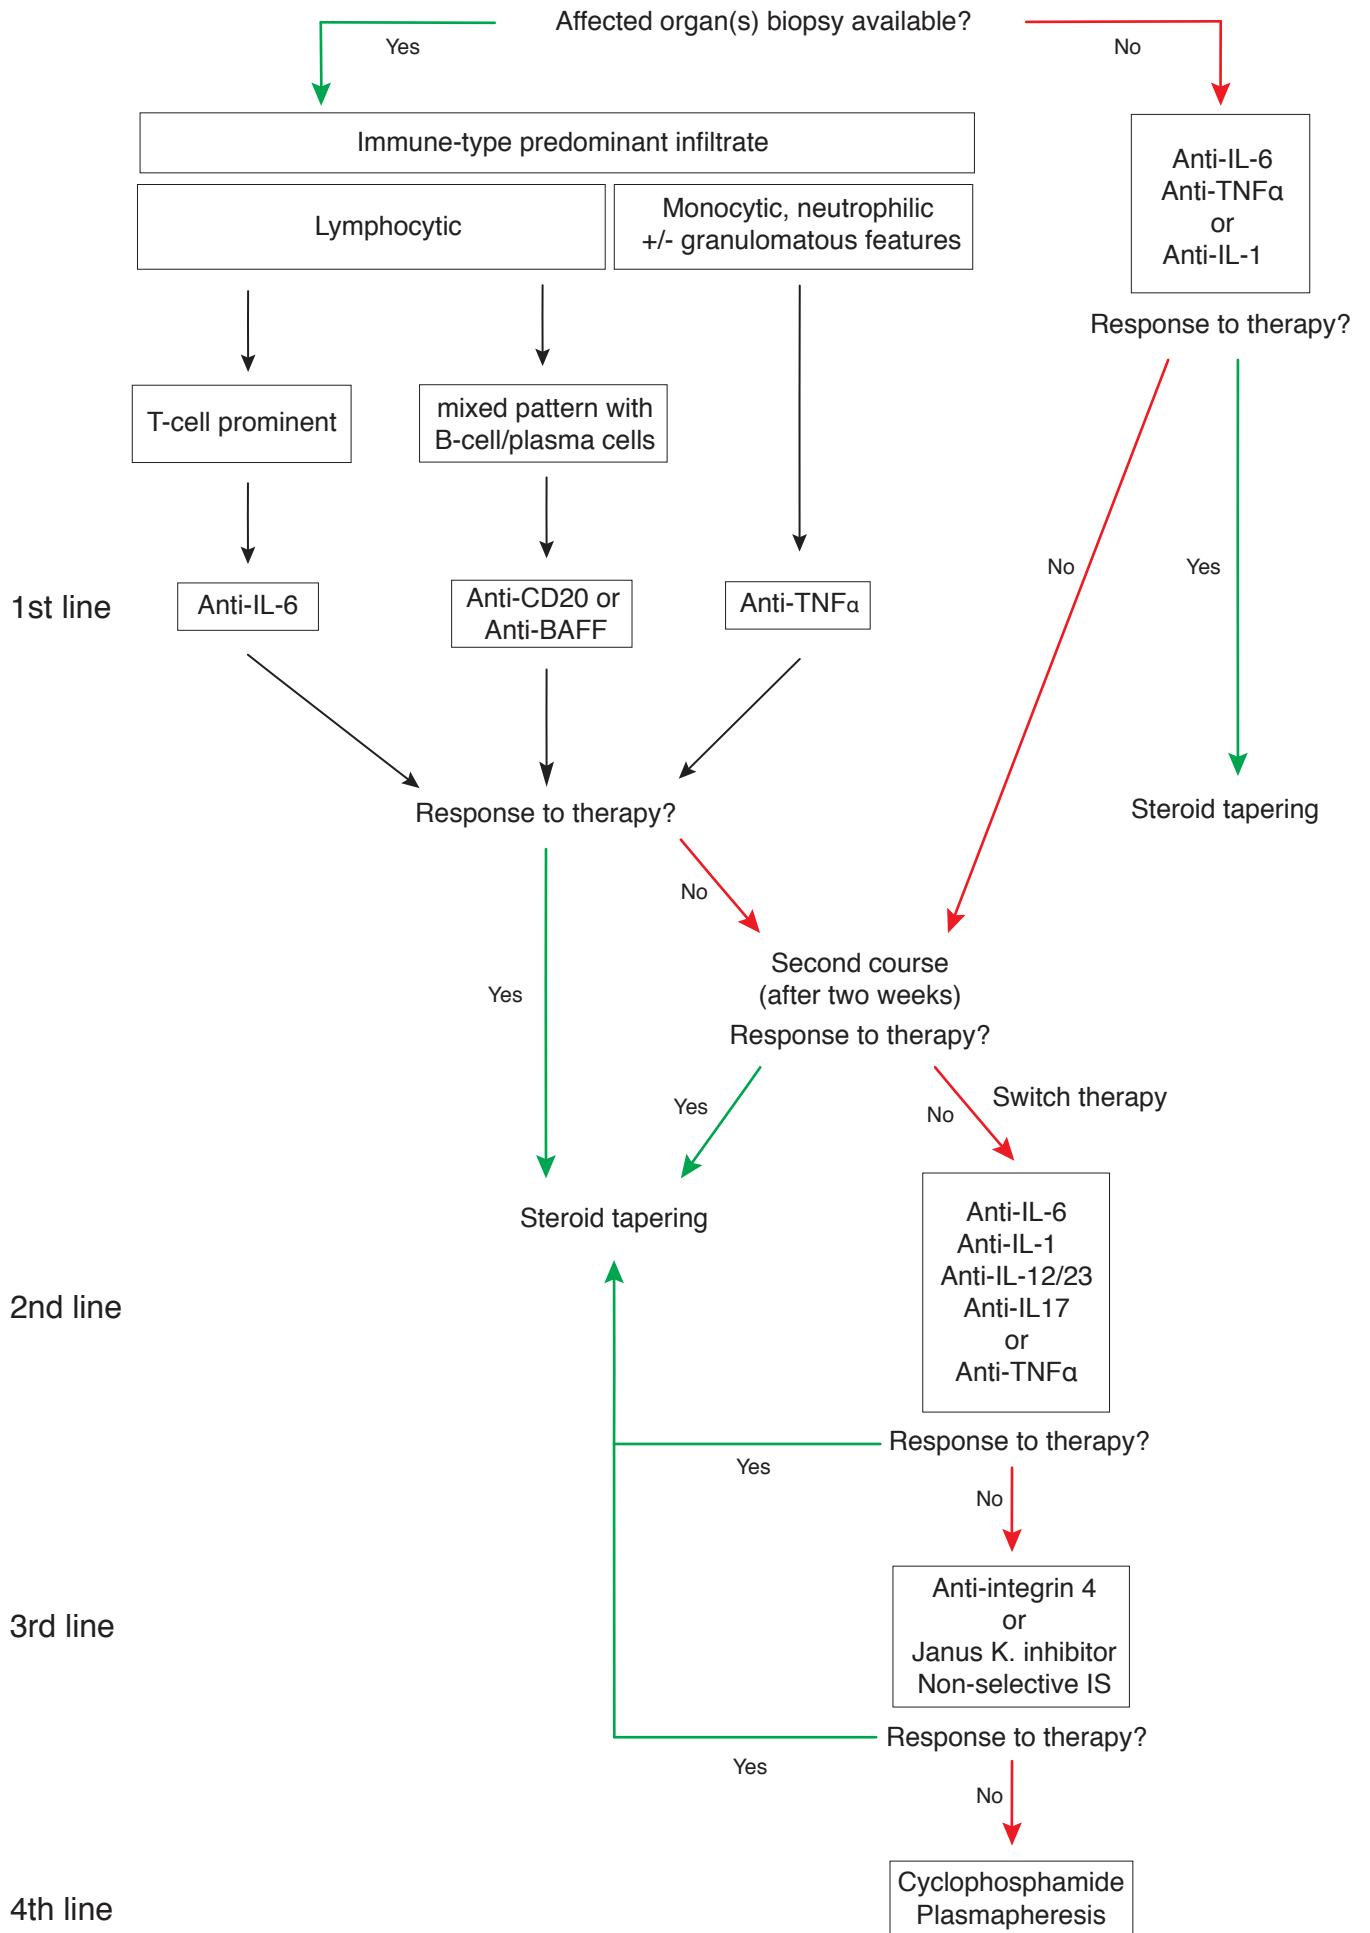 Affected organ(s) biopsy available?
Yes
No
Immune-type predominant infiltrate
Lymphocytic
Monocytic, neutrophilic
+/- granulomatous features
Anti-IL-6
Anti-TNFα
or
Anti-IL-1
Response to therapy?
T-cell prominent
mixed pattern with
B-cell/plasma cells
No
Yes
1st line
Anti-IL-6
Anti-CD20 or
Anti-BAFF
Anti-TNFα
Response to therapy?
Steroid tapering
No
Yes
Second course
(after two weeks)
Response to therapy?
Yes
No
Switch therapy
Steroid tapering
2nd line
Anti-IL-6
Anti-IL-1
Anti-IL-12/23
Anti-IL17
or
Anti-TNFα
Response to therapy?
Yes
No
3rd line
Anti-integrin 4
or
Janus K. inhibitor
Non-selective IS
Response to therapy?
Yes
No
4th line
Cyclophosphamide
Plasmapheresis